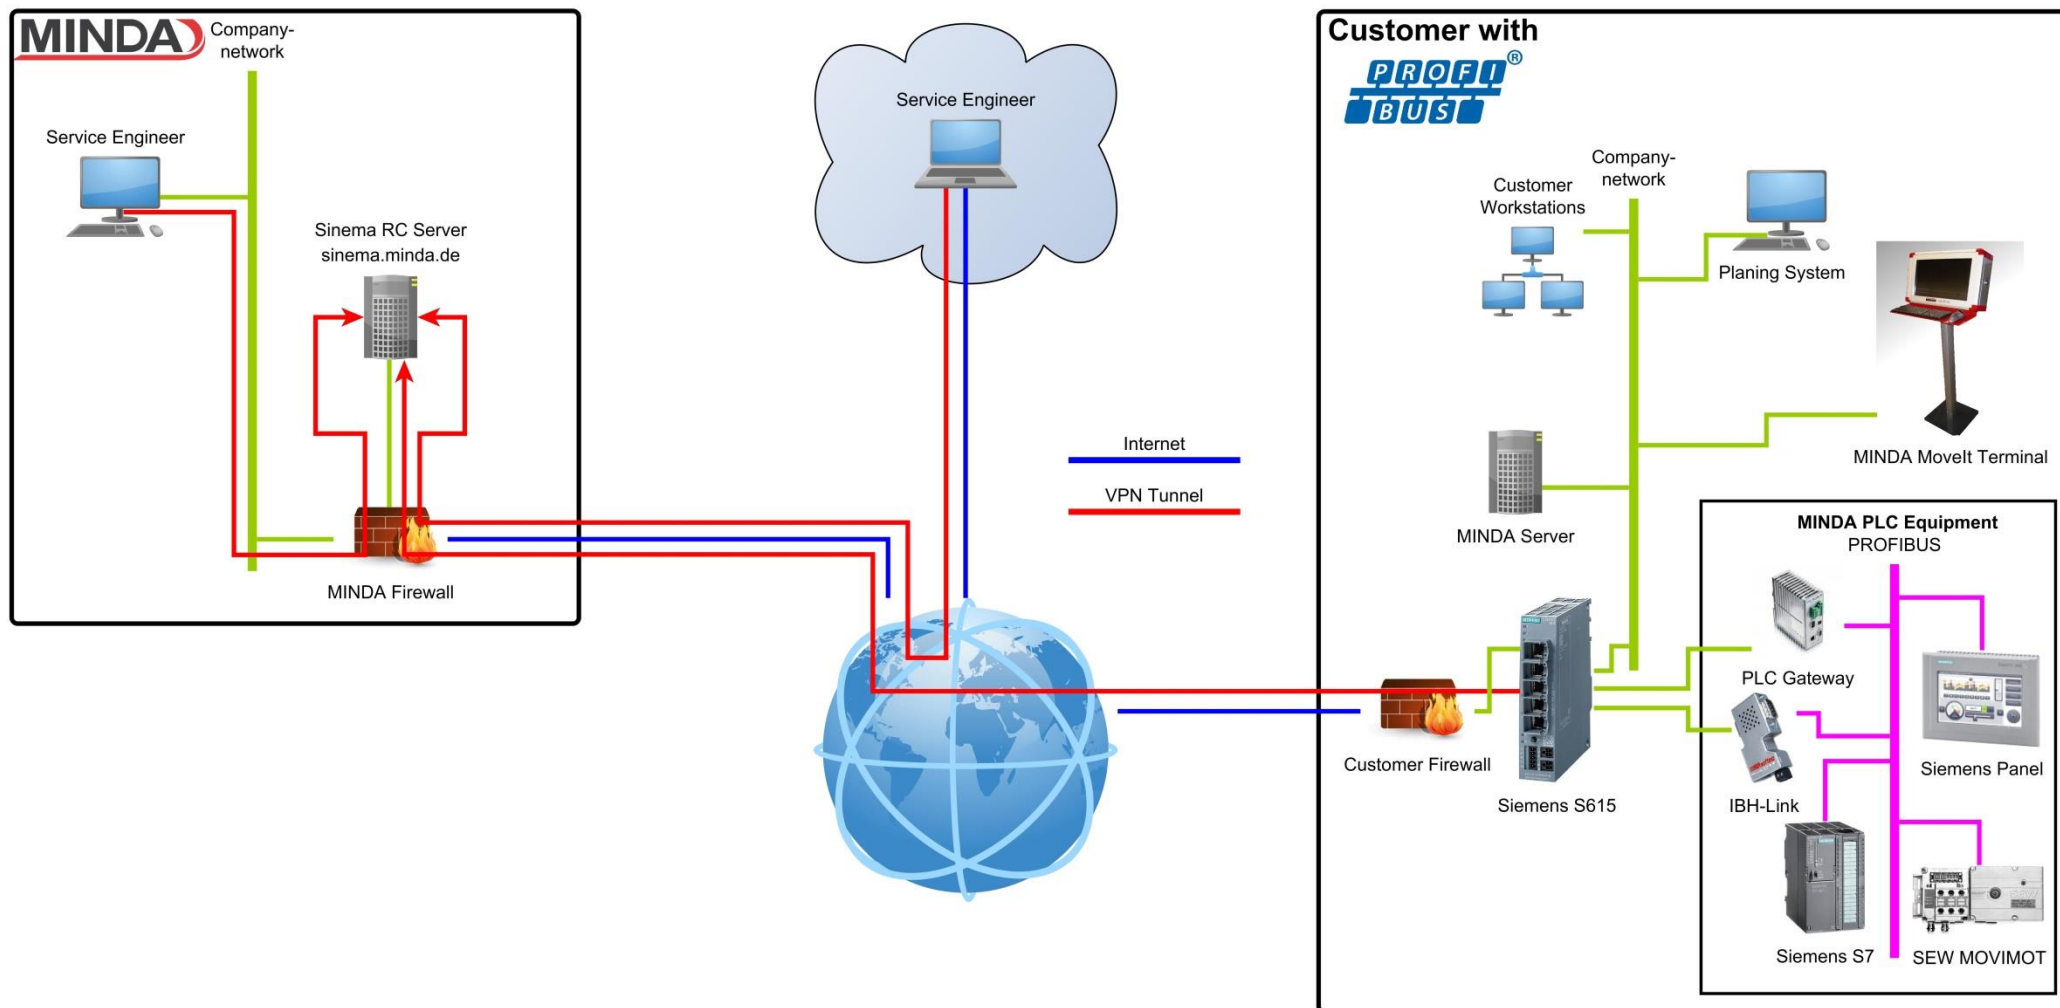 MINDA
Company-
network
Service Engineer
Sinema RC Server
sinema.minda.de
MINDA Firewall
Service Engineer
Internet
VPN Tunnel
Customer with
PROFI
BUS
®
Company-
network
Customer
Workstations
Planing System
MINDA MoveIt Terminal
MINDA Server
Customer Firewall
Siemens S615
MINDA PLC Equipment
PROFIBUS
PLC Gateway
Siemens Panel
IBH-Link
Siemens S7
SEW MOVIMOT